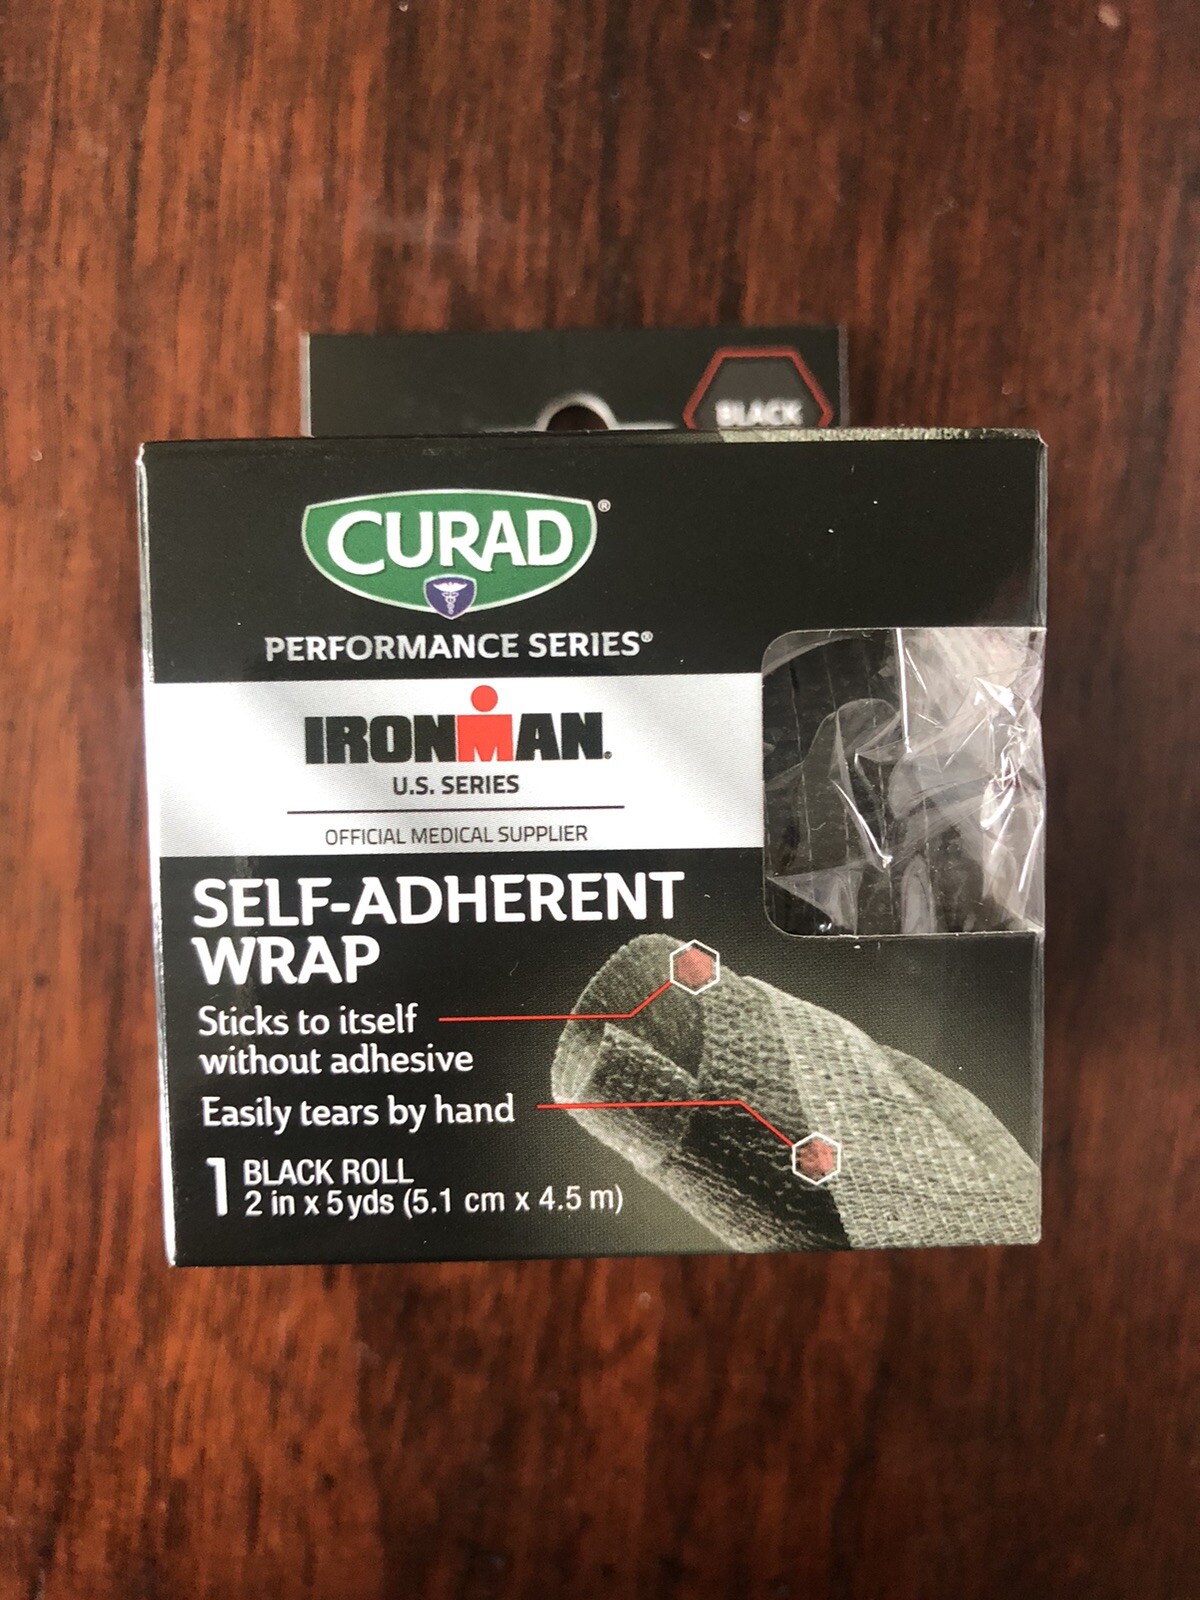 BLACK
CURAD®
PERFORMANCE SERIES®
IRONMAN®
U.S. SERIES
OFFICIAL MEDICAL SUPPLIER
SELF-ADHERENT
WRAP
Sticks to itself
without adhesive
Easily tears by hand
1 BLACK ROLL
2 in x 5 yds (5.1 cm x 4.5 m)